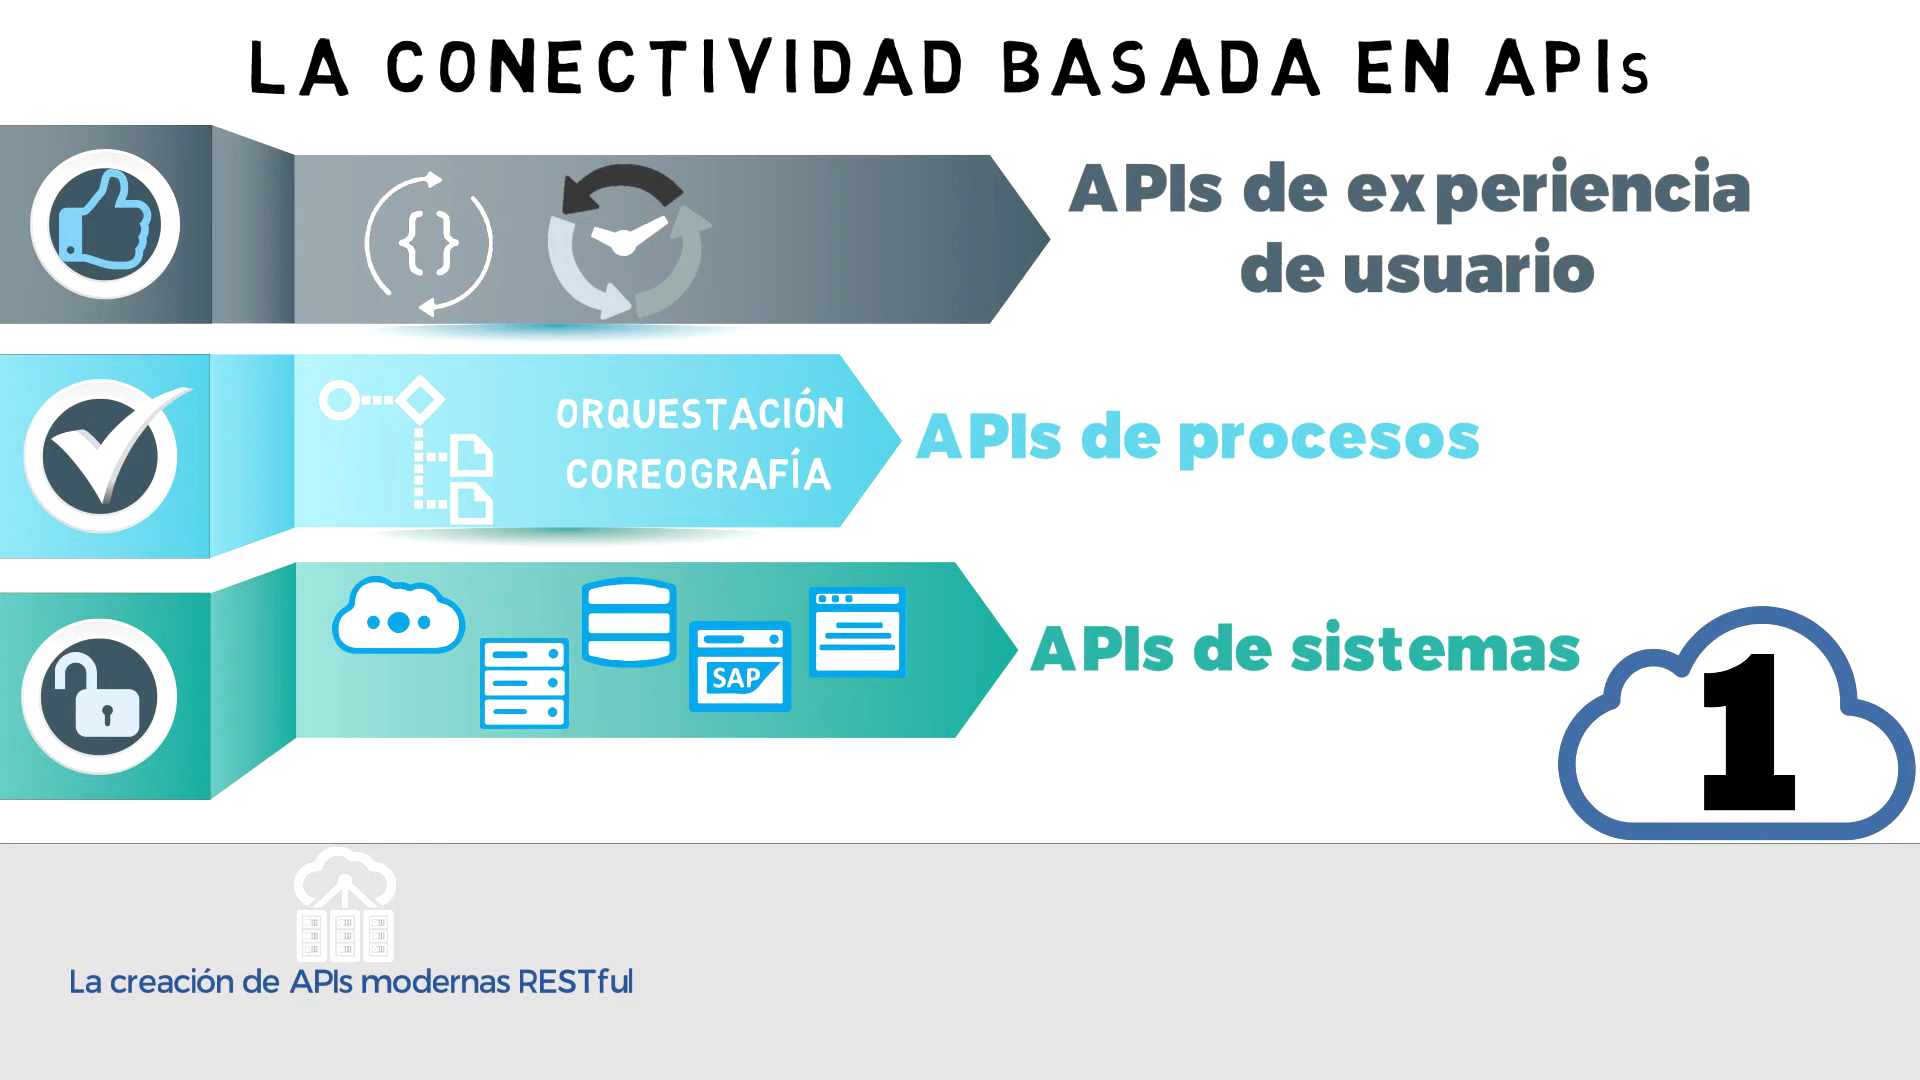 LA CONECTIVIDAD BASADA EN APIs
APIs de experiencia
de usuario
{}
ORQUESTACIÓN
COREOGRAFÍA
APIs de procesos
SAP
APIs de sistemas
1
La creación de APIs modernas RESTful